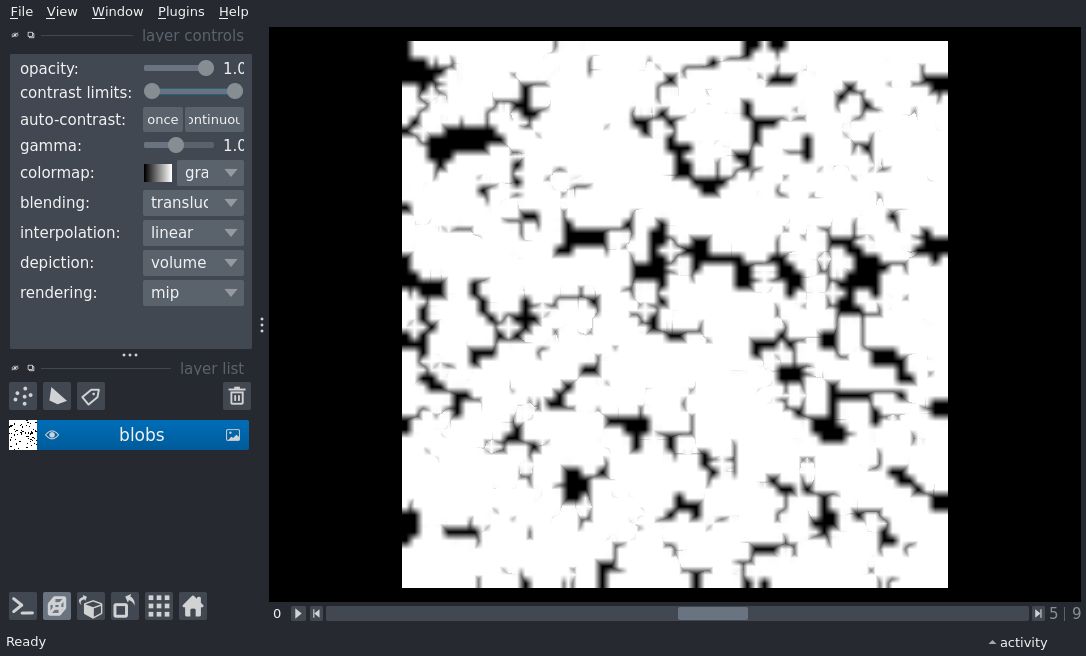 File View Window Plugins Help
layer controls
opacity: 1.0
contrast limits:
auto-contrast: once ontinuou
gamma: 1.0
colormap: gra
blending: transluc
interpolation: linear
depiction: volume
rendering: mip
layer list
blobs
0 5 | 9
Ready activity